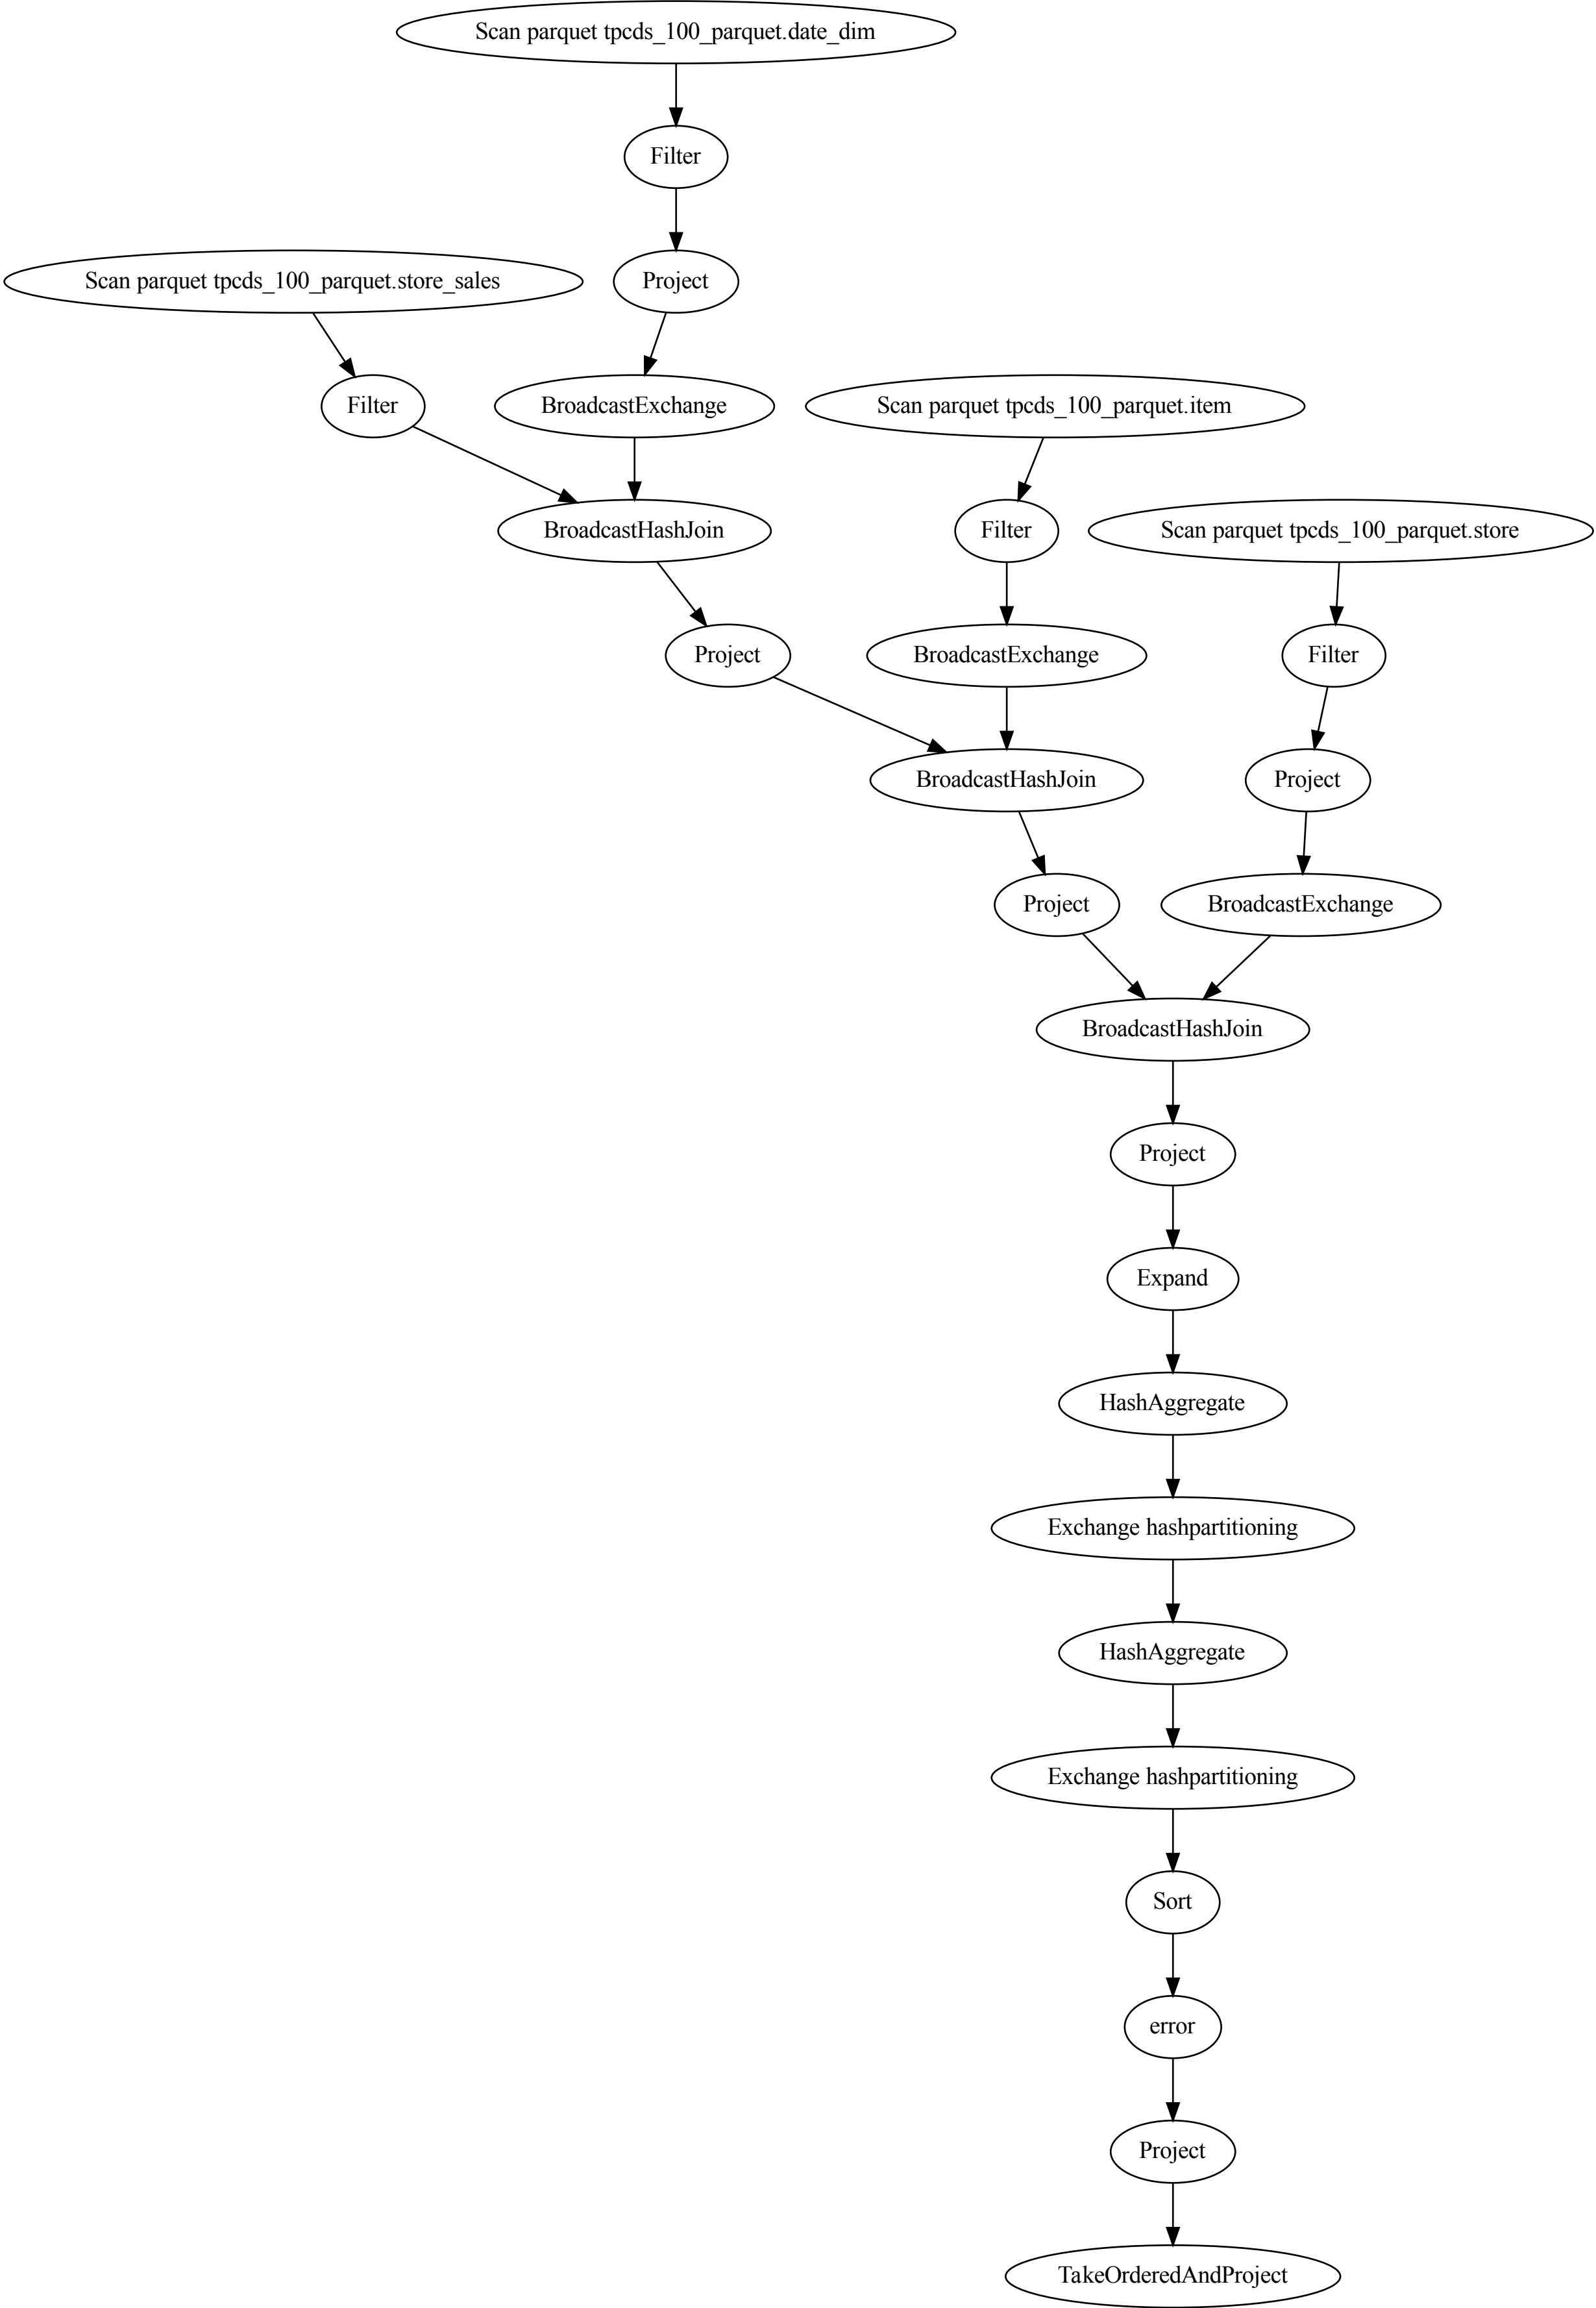 Scan parquet tpcds_100_parquet.date_dim
Filter
Scan parquet tpcds_100_parquet.store_sales
Project
Filter
BroadcastExchange
Scan parquet tpcds_100_parquet.item
BroadcastHashJoin
Filter
Scan parquet tpcds_100_parquet.store
Project
BroadcastExchange
Filter
BroadcastHashJoin
Project
Project
BroadcastExchange
BroadcastHashJoin
Project
Expand
HashAggregate
Exchange hashpartitioning
HashAggregate
Exchange hashpartitioning
Sort
error
Project
TakeOrderedAndProject